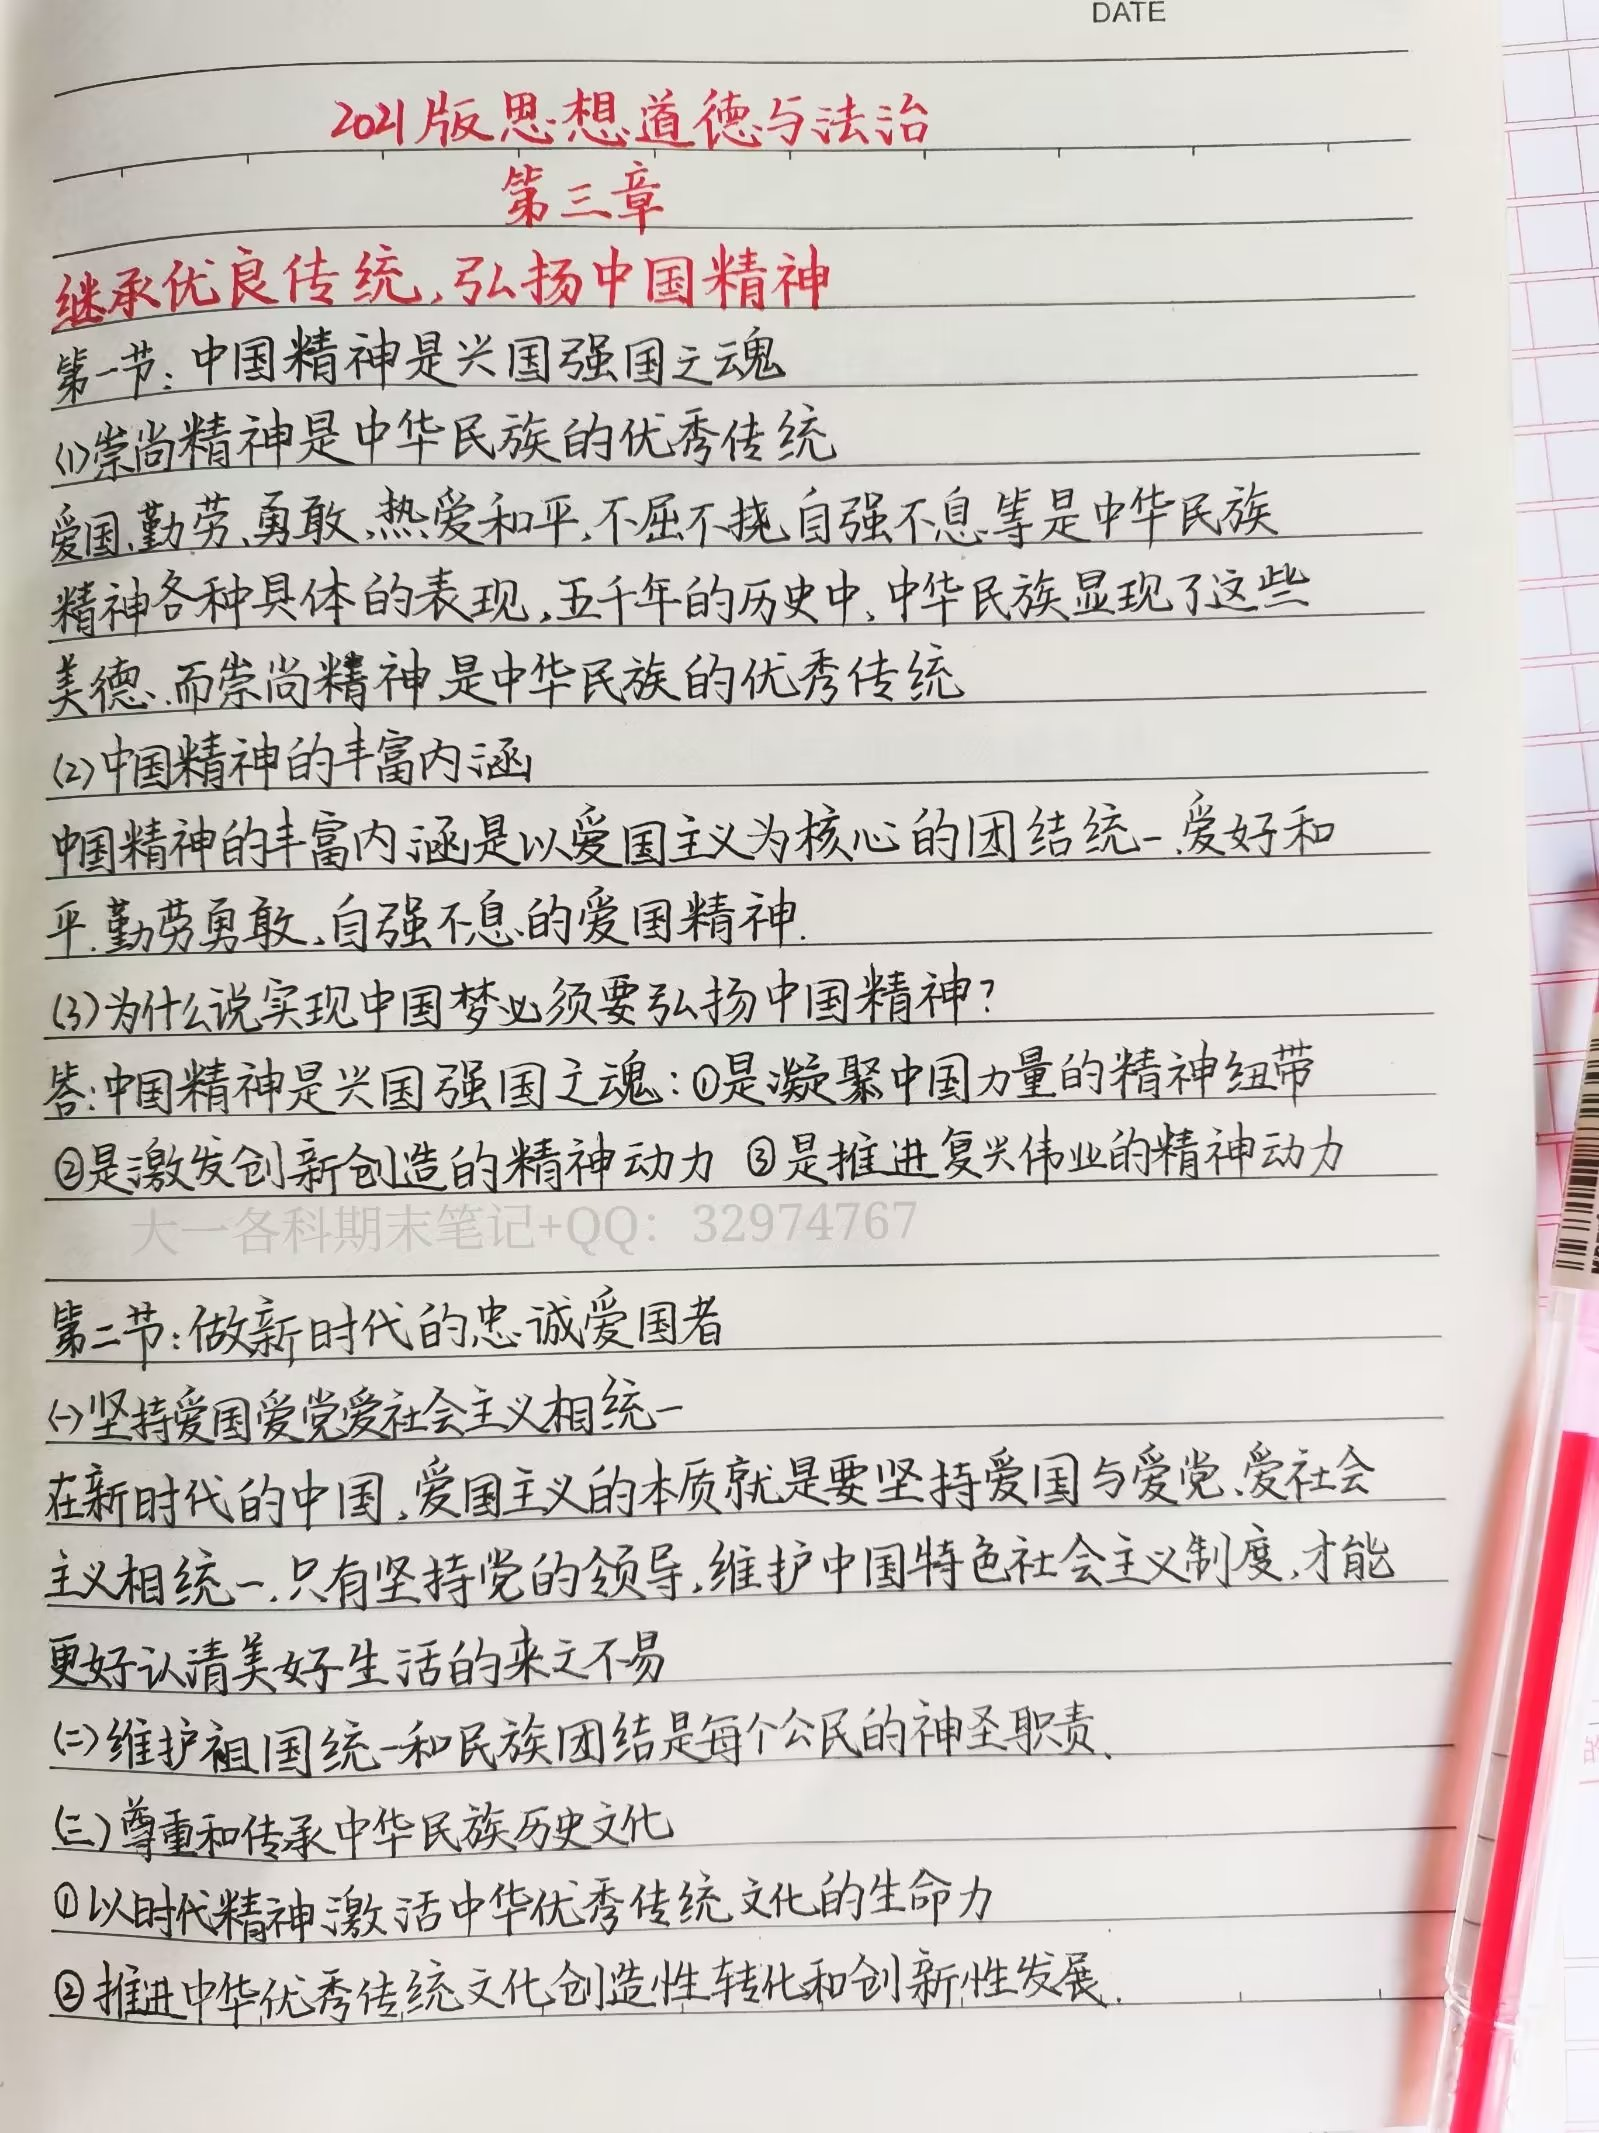 DATE
2021版思想道德与法治
第三章
继承优良传统,弘扬中国精神
第一节:中国精神是兴国强国之魂
(1)崇尚精神是中华民族的优秀传统
爱国、勤劳、勇敢、热爱和平、不屈不挠、自强不息等是中华民族
精神各种具体的表现,五千年的历史中,中华民族显现了这些
美德、而崇尚精神是中华民族的优秀传统
(2)中国精神的丰富内涵
中国精神的丰富内涵是以爱国主义为核心的团结统一、爱好和
平、勤劳勇敢、自强不息的爱国精神.
(3)为什么说实现中国梦必须要弘扬中国精神?
答:中国精神是兴国强国之魂:①是凝聚中国力量的精神纽带
②是激发创新创造的精神动力 ③是推进复兴伟业的精神动力
大一各科期末笔记+QQ: 32974767
第二节:做新时代的忠诚爱国者
(一)坚持爱国爱党爱社会主义相统一
在新时代的中国,爱国主义的本质就是要坚持爱国与爱党、爱社会
主义相统一,只有坚持党的领导,维护中国特色社会主义制度,才能
更好认清美好生活的来之不易
(二)维护祖国统一和民族团结是每个公民的神圣职责、
(三)尊重和传承中华民族历史文化
①以时代精神激活中华优秀传统文化的生命力
②推进中华优秀传统文化创造性转化和创新性发展.